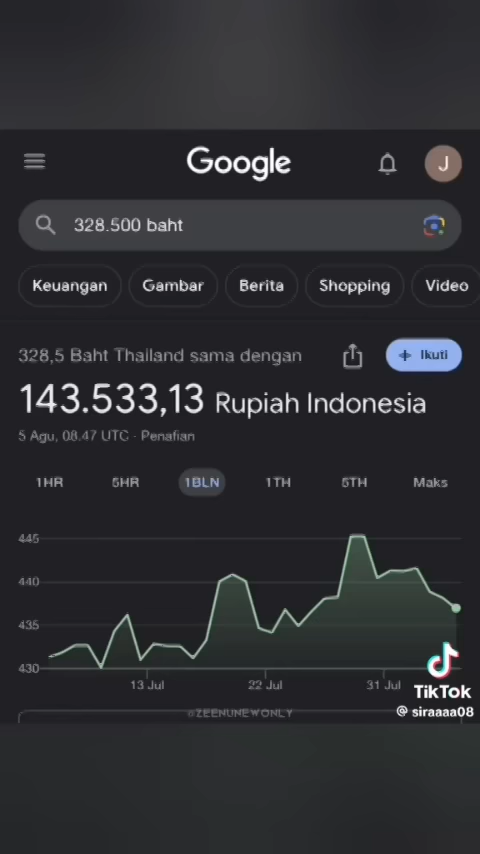 Google
J
328.500 baht
Keuangan Gambar Berita Shopping Video
328,5 Baht Thailand sama dengan
Ikuti
143.533,13 Rupiah Indonesia
5 Agu, 08.47 UTC · Penafian
1HR 5HR 1BLN 1TH 5TH Maks
445
440
435
430
13 Jul 22 Jul 31 Jul
TikTok
@ siraaaa08
@ZEENUNEWONLY